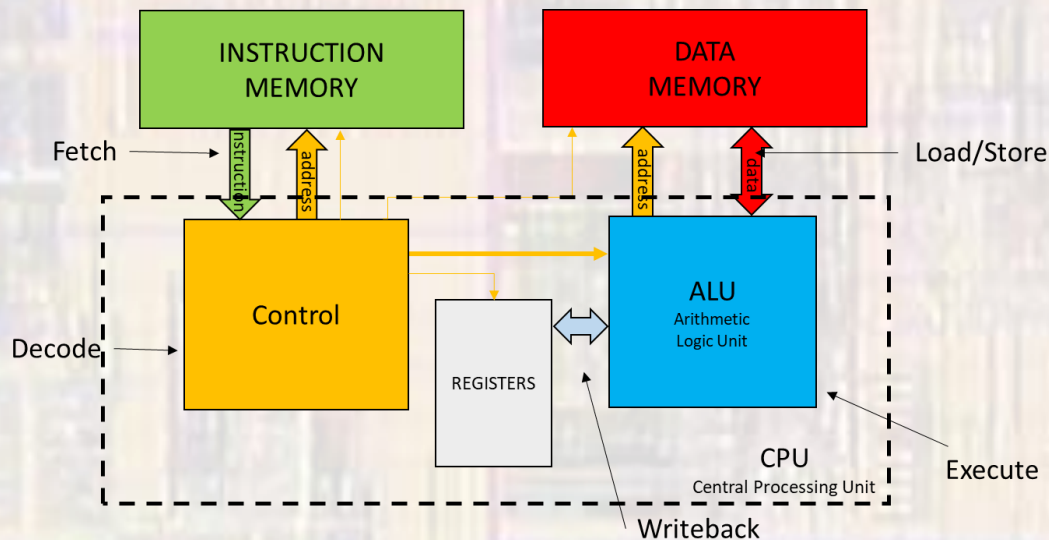 INSTRUCTION
MEMORY
DATA
MEMORY
Fetch
instruction
address
address
data
Load/Store
Control
ALU
Arithmetic
Logic Unit
Decode
REGISTERS
CPU
Central Processing Unit
Execute
Writeback